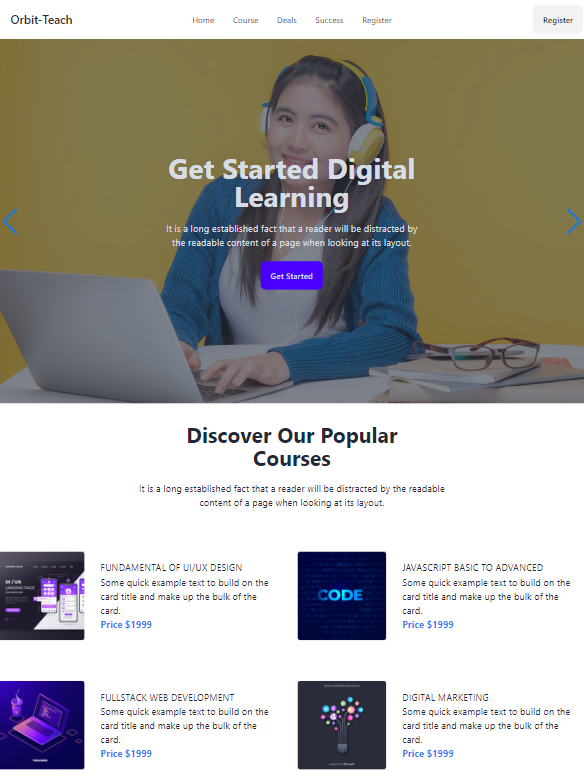 Orbit-Teach
Home Course Deals Success Register
Register
Get Started Digital
Learning
It is a long established fact that a reader will be distracted by
the readable content of a page when looking at its layout.
Get Started
Discover Our Popular
Courses
It is a long established fact that a reader will be distracted by the readable
content of a page when looking at its layout.
UI / UX
LANDING PAGE
FUNDAMENTAL OF UI/UX DESIGN
Some quick example text to build on the
card title and make up the bulk of the
card.
Price $1999
CODE
JAVASCRIPT BASIC TO ADVANCED
Some quick example text to build on the
card title and make up the bulk of the
card.
Price $1999
FULLSTACK WEB DEVELOPMENT
Some quick example text to build on the
card title and make up the bulk of the
card.
Price $1999
DIGITAL MARKETING
Some quick example text to build on the
card title and make up the bulk of the
card.
Price $1999